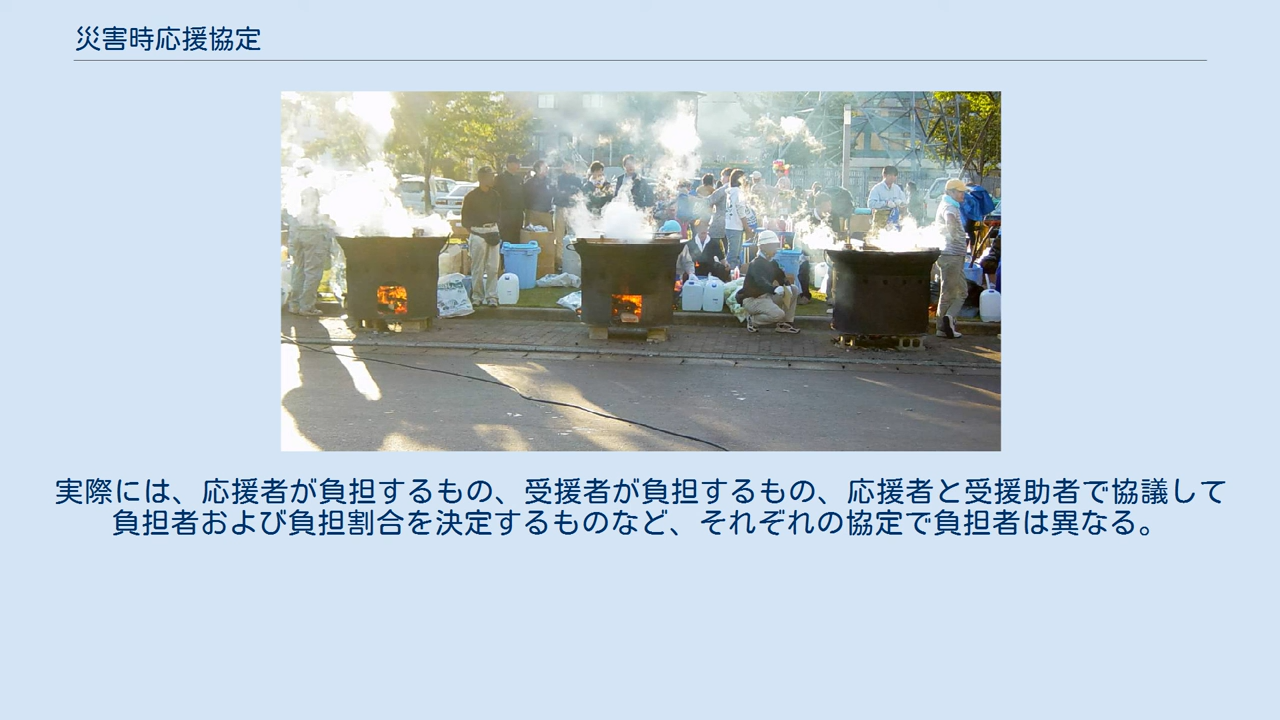 災害時応援協定
実際には、応援者が負担するもの、受援者が負担するもの、応援者と受援助者で協議して
負担者および負担割合を決定するものなど、それぞれの協定で負担者は異なる。